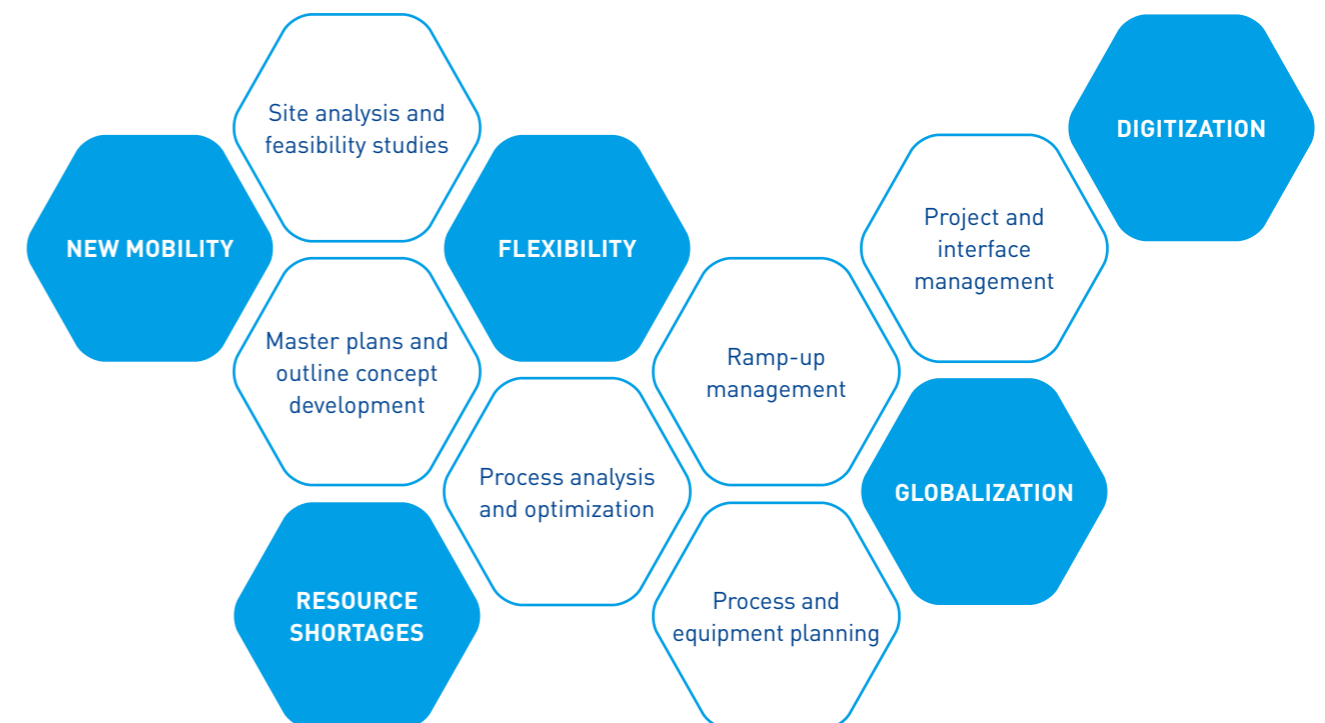 Site analysis and
feasibility studies
DIGITIZATION
NEW MOBILITY
FLEXIBILITY
Project and
interface
management
Master plans and
outline concept
development
Ramp-up
management
Process analysis
and optimization
GLOBALIZATION
RESOURCE
SHORTAGES
Process and
equipment planning